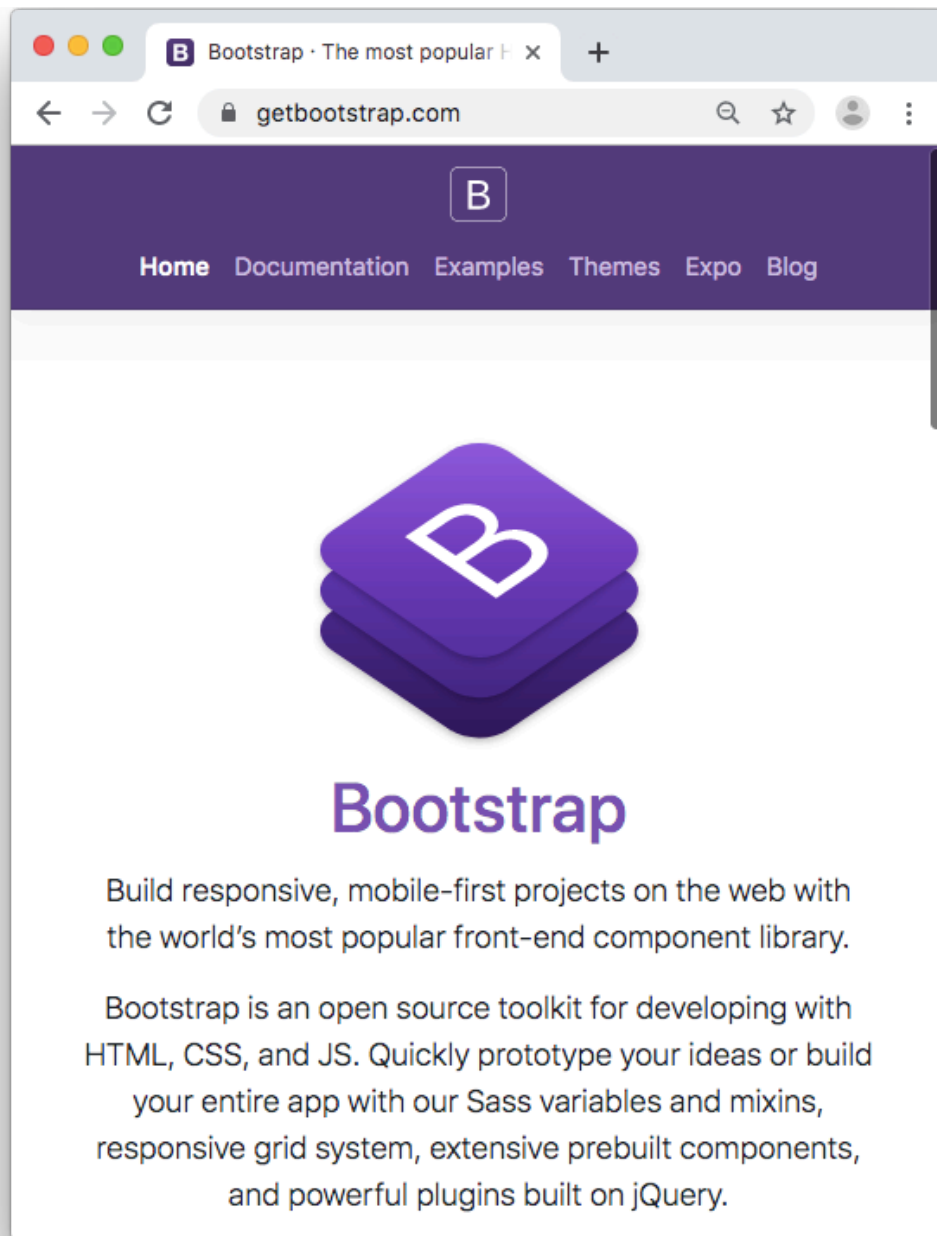 B Bootstrap · The most popular H
getbootstrap.com
B
Home Documentation Examples Themes Expo Blog
B
Bootstrap
Build responsive, mobile-first projects on the web with
the world’s most popular front-end component library.
Bootstrap is an open source toolkit for developing with
HTML, CSS, and JS. Quickly prototype your ideas or build
your entire app with our Sass variables and mixins,
responsive grid system, extensive prebuilt components,
and powerful plugins built on jQuery.